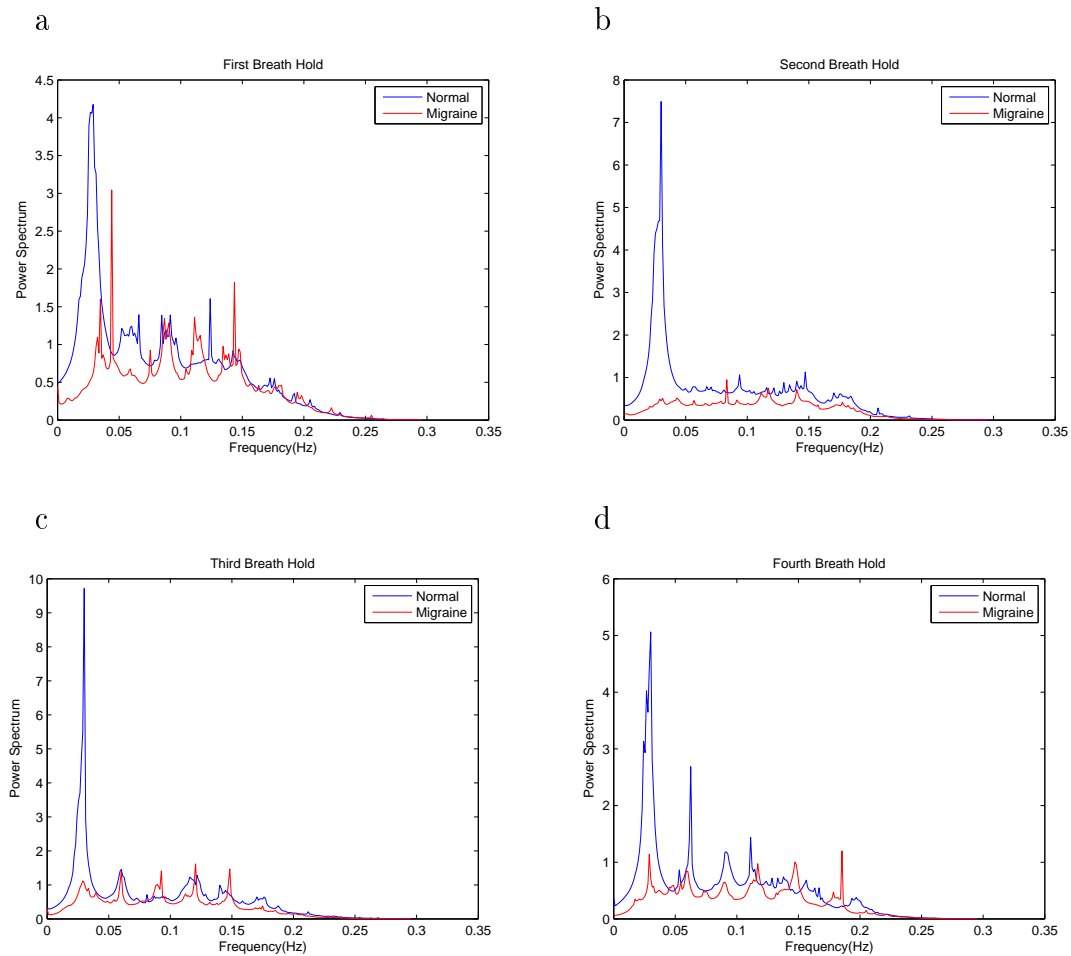 a
First Breath Hold
4.5
4
3.5
3
2.5
2
1.5
1
0.5
0
0 0.05 0.1 0.15 0.2 0.25 0.3 0.35
Power Spectrum
Frequency(Hz)
Normal
Migraine
b
Second Breath Hold
8
7
6
5
4
3
2
1
0
0 0.05 0.1 0.15 0.2 0.25 0.3 0.35
Power Spectrum
Frequency(Hz)
Normal
Migraine
c
Third Breath Hold
10
9
8
7
6
5
4
3
2
1
0
0 0.05 0.1 0.15 0.2 0.25 0.3 0.35
Power Spectrum
Frequency(Hz)
Normal
Migraine
d
Fourth Breath Hold
6
5
4
3
2
1
0
0 0.05 0.1 0.15 0.2 0.25 0.3 0.35
Power Spectrum
Frequency(Hz)
Normal
Migraine